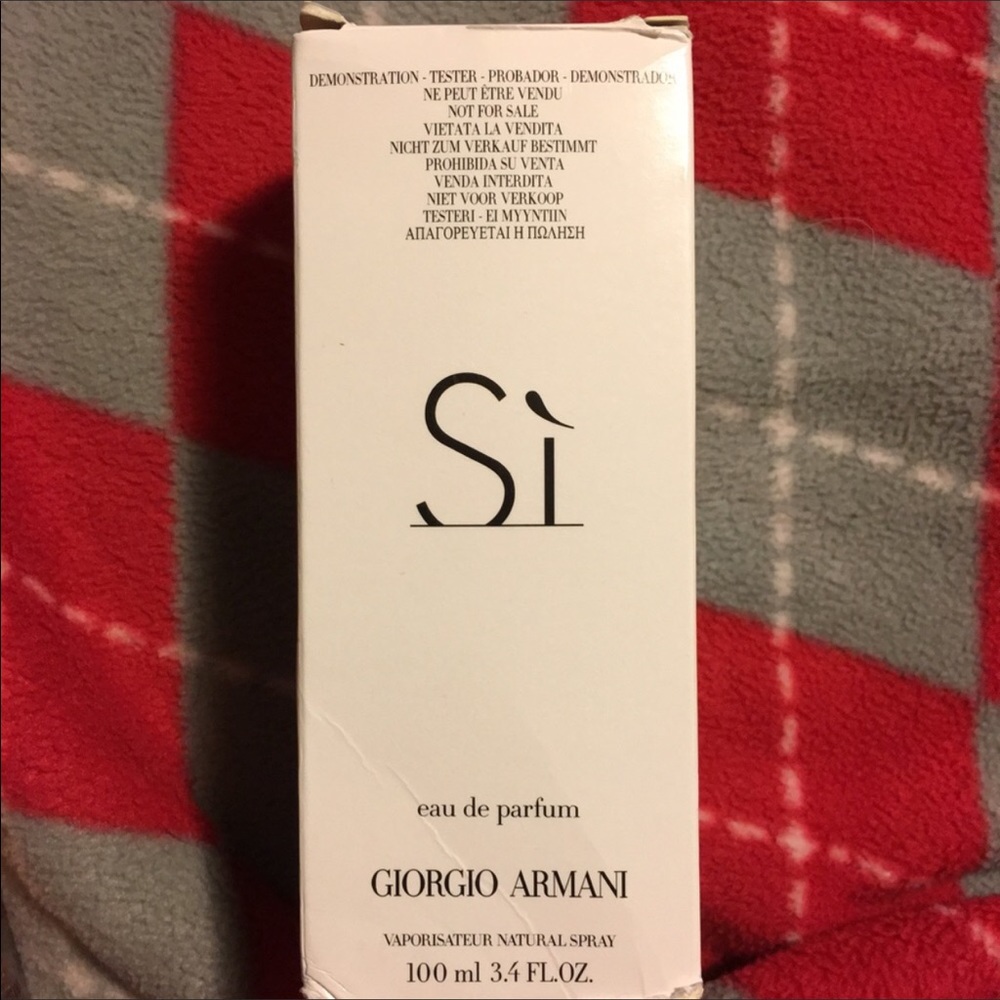 DEMONSTRATION - TESTER - PROBADOR - DEMONSTRADOR
NE PEUT ÊTRE VENDU
NOT FOR SALE
VIETATA LA VENDITA
NICHT ZUM VERKAUF BESTIMMT
PROHIBIDA SU VENTA
VENDA INTERDITA
NIET VOOR VERKOOP
TESTERI - EI MYYNTIIN
ΑΠΑΓΟΡΕΥΕΤΑΙ Η ΠΩΛΗΣΗ
Sì
eau de parfum
GIORGIO ARMANI
VAPORISATEUR NATURAL SPRAY
100 ml 3.4 FL.OZ.